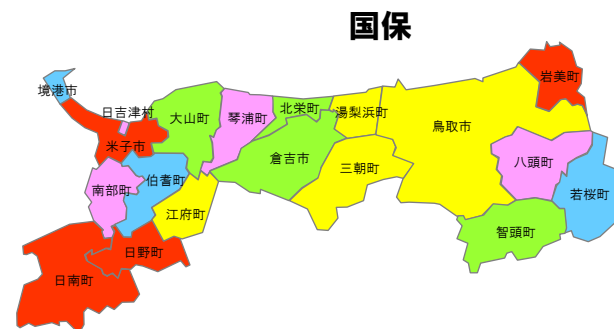 国保
岩美町
境港市
日吉津村
大山町
琴浦町
北栄町
湯梨浜町
鳥取市
米子市
倉吉市
三朝町
八頭町
南部町
伯耆町
若桜町
江府町
智頭町
日野町
日南町